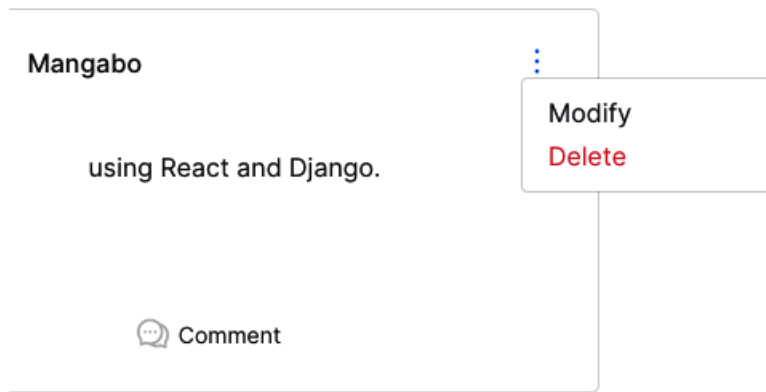 Mangabo
Modify
Delete
using React and Django.
Comment